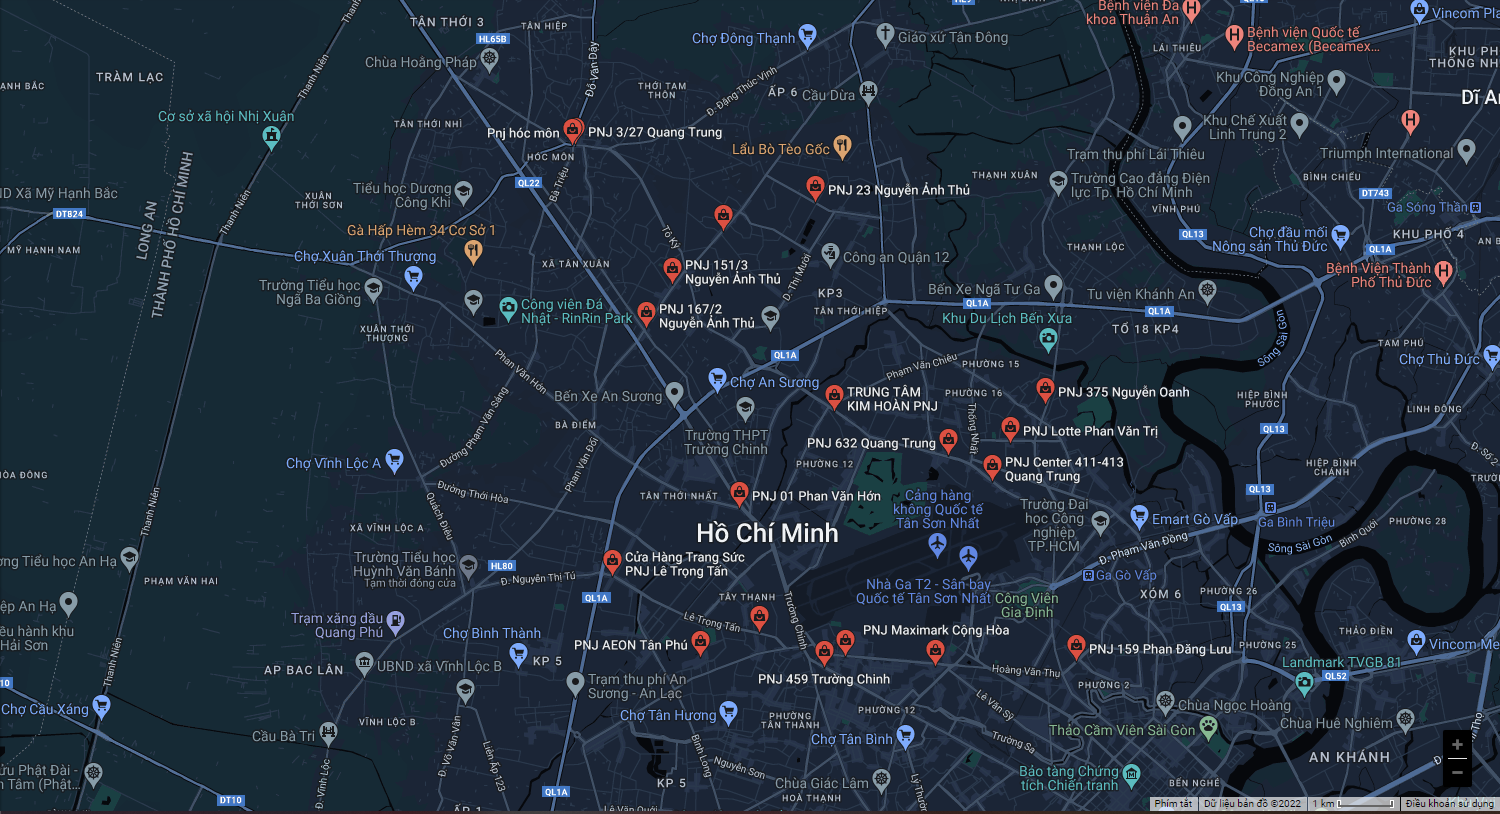 TÂN THỚI 3
TÂN HIỆP
HL65B
Chùa Hoằng Pháp
TRÀM LẠC
Thanh Niên
Đỗ Văn Dậy
Chợ Đông Thạnh
Giáo xứ Tân Đông
Bệnh viện Đa
khoa Thuận An
LÁI THIÊU
Bệnh viện Quốc tế
Becamex (Becamex...
Vincom Pla
KHU PH
THỐNG NH
Khu Công Nghiệp
Đồng An 1
Dĩ An
ẠNH BẮC
THỚI TAM
THÔN
Đ. Đặng Thúc Vịnh
ẤP 6
Cầu Dừa
Cơ sở xã hội Nhị Xuân
TÂN THỚI NHÌ
Pnj hóc môn
PNJ 3/27 Quang Trung
HÓC MÔN
Lẩu Bò Tèo Gốc
Khu Chế Xuất
Linh Trung 2
Trạm thu phí Lái Thiêu
Triumph International
BÌNH CHIỂU
ND Xã Mỹ Hạnh Bắc
DT824
MỸ HẠNH NAM
LONG AN
THÀNH PHỐ HỒ CHÍ MINH
Thanh Niên
XUÂN
THỚI SƠN
Tiểu học Dương
Công Khi
QL22
Bà Triệu
PNJ 23 Nguyễn Ảnh Thủ
THẠNH XUÂN
Trường Cao đẳng Điện
lực Tp. Hồ Chí Minh
DT743
Gà Hấp Hèm 34 Cơ Sở 1
Tô Ký
VĨNH PHÚ
QL13
Ga Sóng Thần
Chợ đầu mối
Nông sản Thủ Đức
KHU PHỐ 4
QL1A
Chợ Xuân Thới Thượng
XÃ TÂN XUÂN
PNJ 151/3
Nguyễn Ảnh Thủ
Đ. Thị Mười
Công an Quận 12
THẠNH LỘC
Bệnh Viện Thành
Phố Thủ Đức
Trường Tiểu học
Ngã Ba Giồng
Công viên Đá
Nhật - RinRin Park
PNJ 167/2
Nguyễn Ảnh Thủ
KP3
TÂN THỚI HIỆP
Bến Xe Ngã Tư Ga
QL1A
Khu Du Lịch Bến Xưa
Tu viện Khánh An
QL1A
TỔ 18 KP4
Sông Sài Gòn
TAM PHÚ
Chợ Thủ Đức
XUÂN THỚI
THƯỢNG
Phan Văn Hớn
QL1A
Chợ An Sương
Phạm Văn Chiêu
PHƯỜNG 15
Bến Xe An Sương
TRUNG TÂM
KIM HOÀN PNJ
PHƯỜNG 16
PNJ 375 Nguyễn Oanh
HIỆP BÌNH
PHƯỚC
LINH ĐÔNG
Đường Phạm Văn Sáng
BÀ ĐIỂM
Trường THPT
Trường Chinh
Thống Nhất
PNJ 632 Quang Trung
PNJ Lotte Phan Văn Trị
QL13
Chợ Vĩnh Lộc A
Phan Văn Đối
PHƯỜNG 12
PNJ Center 411-413
Quang Trung
HIỆP BÌNH
CHÁNH
HÒA ĐÔNG
Đường Thới Hòa
Quách Điêu
TÂN THỚI NHẤT
PNJ 01 Phan Văn Hớn
Cảng hàng
không Quốc tế
Tân Sơn Nhất
Trường Đại
học Công
nghiệp
TP.HCM
QL13
Emart Gò Vấp
Ga Bình Triệu
PHƯỜNG 28
Thanh Niên
XÃ VĨNH LỘC A
Hồ Chí Minh
Sông Sài Gòn
Bình Quới
ng Tiểu học An Hạ
PHẠM VĂN HAI
Trường Tiểu học
Huỳnh Văn Bánh
Tạm thời đóng cửa
HL80
Đ. Nguyễn Thị Tú
Cửa Hàng Trang Sức
PNJ Lê Trọng Tấn
Đ. Phạm Văn Đồng
Ga Gò Vấp
QL1A
TÂY THẠNH
Trường Chinh
Nhà Ga T2 - Sân bay
Quốc tế Tân Sơn Nhất
Công Viên
Gia Định
XÓM 6
PHƯỜNG 26
QL13
ệp An Hạ
iều hành khu
Hải Sơn
Trạm xăng dầu
Quang Phú
Lê Trọng Tấn
Chợ Bình Thành
PNJ AEON Tân Phú
PNJ Maximark Cộng Hòa
PNJ 159 Phan Đăng Lưu
PHƯỜNG 25
THẢO ĐIỀN
Vincom Me
Thanh Niên
AP BAC LÂN
UBND xã Vĩnh Lộc B
KP 5
Trạm thu phí An
Sương - An Lạc
PNJ 459 Trường Chinh
Hoàng Văn Thụ
PHƯỜNG 2
Landmark TVGB 81
QL52
10
Chợ Cầu Xáng
VĨNH LỘC B
Chợ Tân Hương
PHƯỜNG
TÂN THÀNH
PHƯỜNG 12
Lê Văn Sỹ
Chùa Ngọc Hoàng
Chùa Huê Nghiêm
Cầu Bà Tri
Đ. Võ Văn Vân
Liên Ấp 123
Bình Long
Chợ Tân Bình
Trường Sa
Thảo Cầm Viên Sài Gòn
AN KHÁNH
ửu Phật Đài -
n Tâm (Phật...
Đ. Vĩnh Lộc
KP 5
Nguyễn Sơn
Chùa Giác Lâm
HOÀ THẠNH
Bảo tàng Chứng
tích Chiến tranh
BẾN NGHÉ
DT10
QL1A
ẤP 1
Lê Văn Quới
Phím tắt
Dữ liệu bản đồ ©2022
1 km
Điều khoản sử dụng